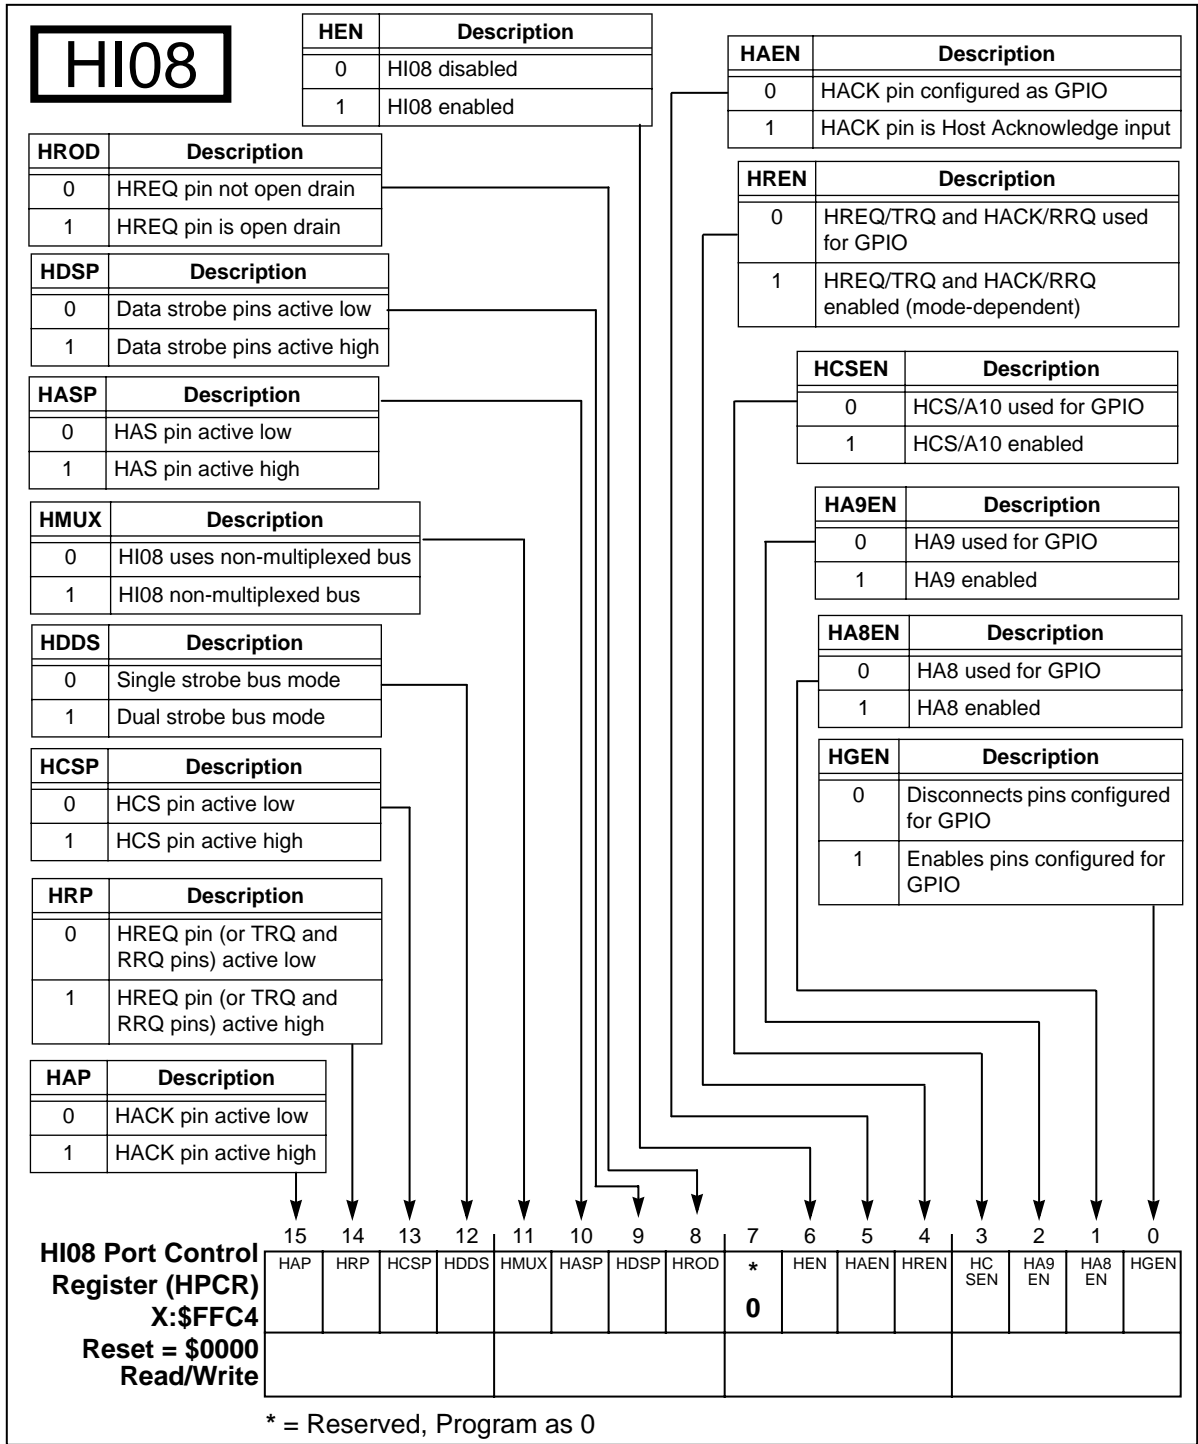 HI08
HEN Description
0 HI08 disabled
1 HI08 enabled
HROD Description
0 HREQ pin not open drain
1 HREQ pin is open drain
HDSP Description
0 Data strobe pins active low
1 Data strobe pins active high
HASP Description
0 HAS pin active low
1 HAS pin active high
HMUX Description
0 HI08 uses non-multiplexed bus
1 HI08 non-multiplexed bus
HDDS Description
0 Single strobe bus mode
1 Dual strobe bus mode
HCSP Description
0 HCS pin active low
1 HCS pin active high
HRP Description
0 HREQ pin (or TRQ and
RRQ pins) active low
1 HREQ pin (or TRQ and
RRQ pins) active high
HAP Description
0 HACK pin active low
1 HACK pin active high
HAEN Description
0 HACK pin configured as GPIO
1 HACK pin is Host Acknowledge input
HREN Description
0 HREQ/TRQ and HACK/RRQ used
for GPIO
1 HREQ/TRQ and HACK/RRQ
enabled (mode-dependent)
HCSEN Description
0 HCS/A10 used for GPIO
1 HCS/A10 enabled
HA9EN Description
0 HA9 used for GPIO
1 HA9 enabled
HA8EN Description
0 HA8 used for GPIO
1 HA8 enabled
HGEN Description
0 Disconnects pins configured
for GPIO
1 Enables pins configured for
GPIO
15 14 13 12 11 10 9 8 7 6 5 4 3 2 1 0
HAP HRP HCSP HDDS HMUX HASP HDSP HROD * HEN HAEN HREN HC HA9 HA8 HGEN
SEN EN EN
0
HI08 Port Control
Register (HPCR)
X:$FFC4
Reset = $0000
Read/Write
* = Reserved, Program as 0